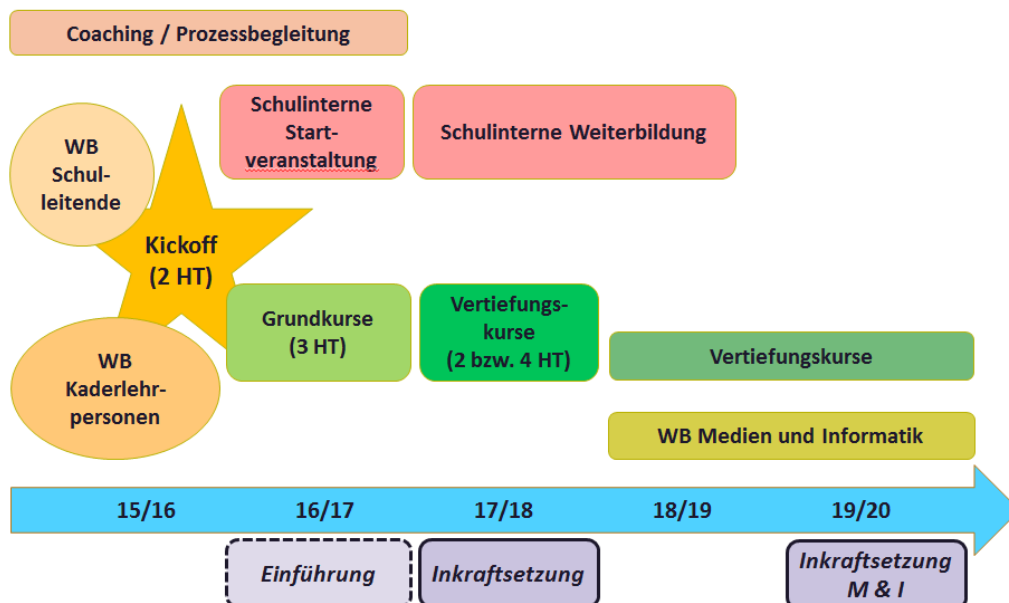 Coaching / Prozessbegleitung
Schulinterne
Start-
veranstaltung
Schulinterne Weiterbildung
WB
Schul-
leitende
Kickoff
(2 HT)
Grundkurse
(3 HT)
Vertiefungs-
kurse
(2 bzw. 4 HT)
Vertiefungskurse
WB
Kaderlehr-
personen
WB Medien und Informatik
15/16 16/17 17/18 18/19 19/20
Einführung
Inkraftsetzung
Inkraftsetzung
M & I